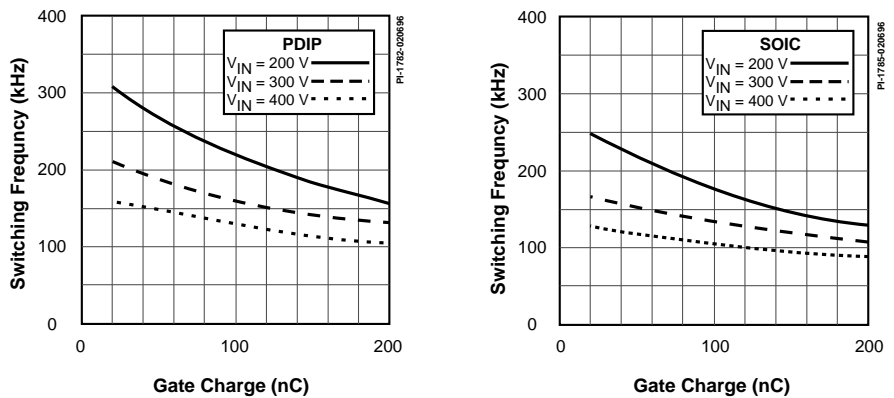 400
300
200
100
0
0
100
200
Switching Frequncy (kHz)
Gate Charge (nC)
PDIP
VIN = 200 V
VIN = 300 V
VIN = 400 V
PI-1782-020696
400
300
200
100
0
0
100
200
Switching Frequncy (kHz)
Gate Charge (nC)
SOIC
VIN = 200 V
VIN = 300 V
VIN = 400 V
PI-1785-020696